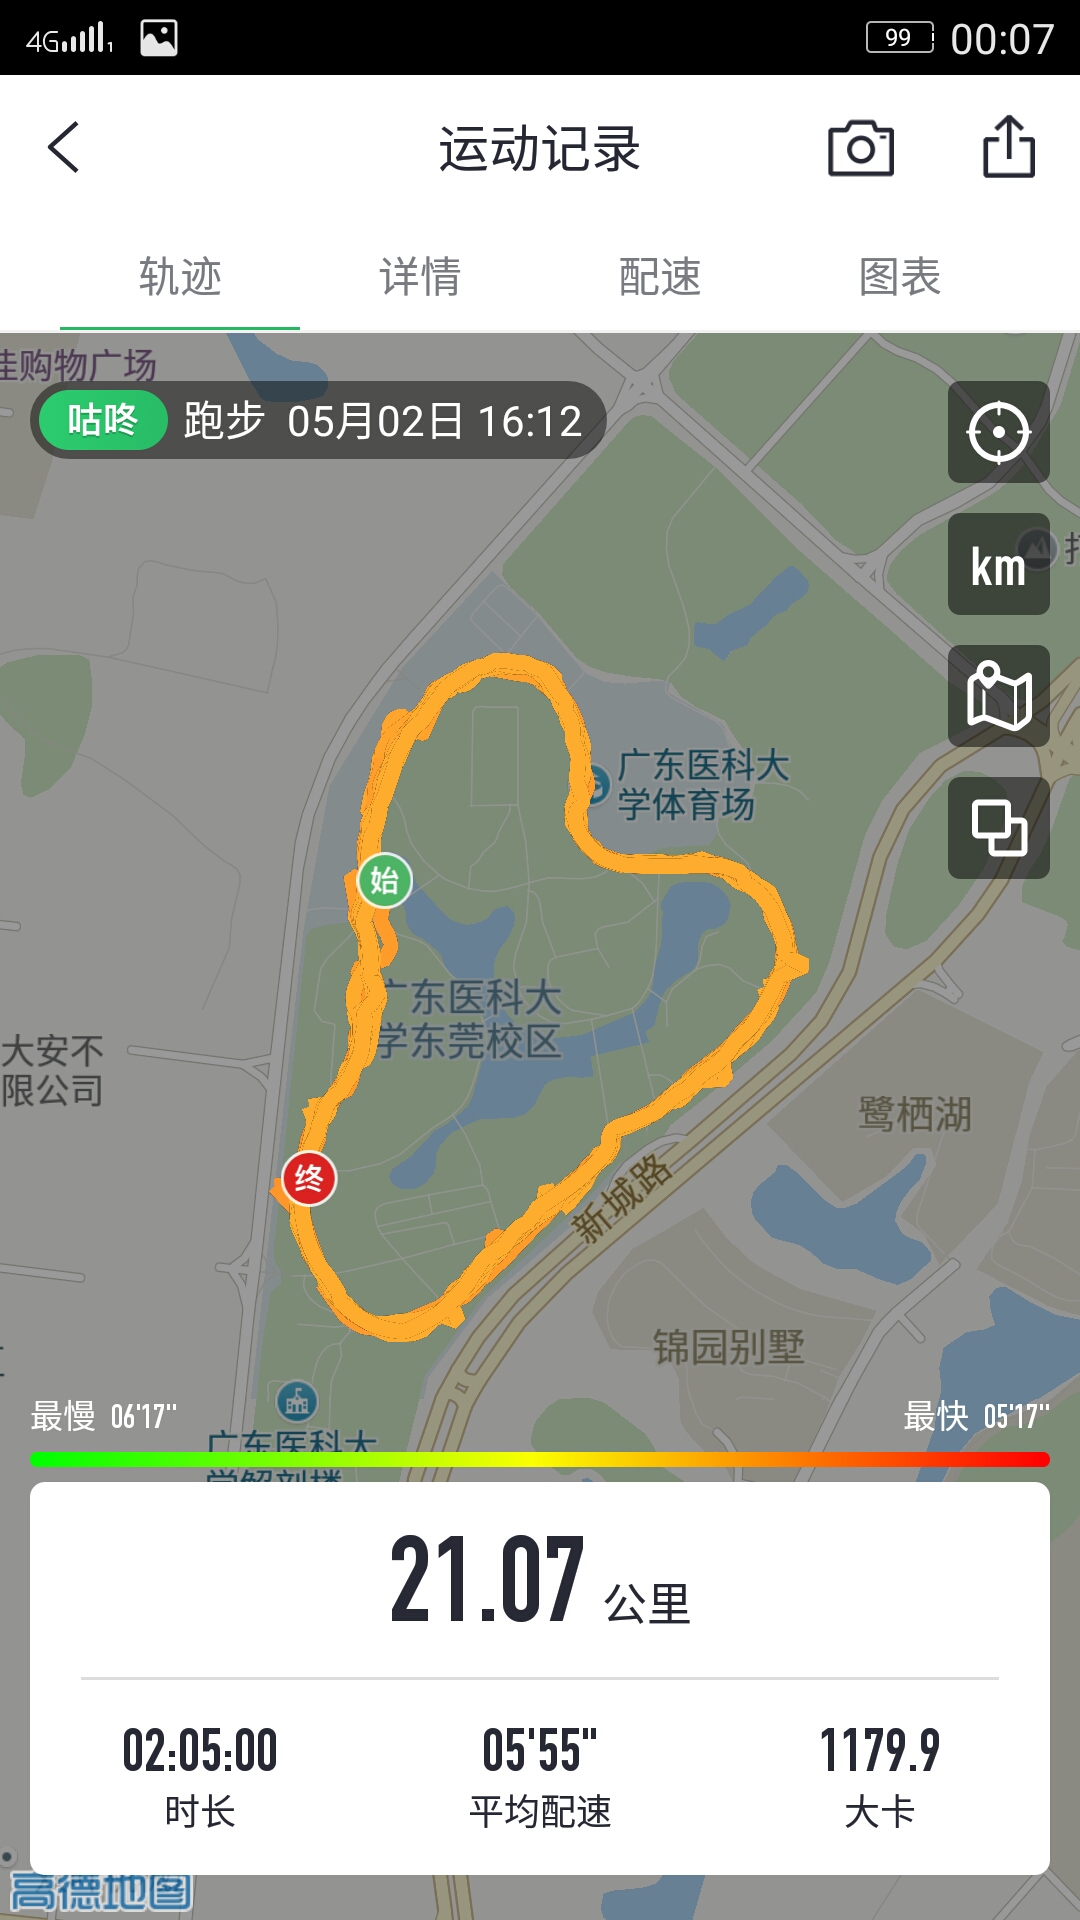 4G 1 99 00:07
运动记录
轨迹 详情 配速 图表
佳购物广场
咕咚 跑步 05月02日 16:12
km
广东医科大
学体育场
始
广东医科大
学东莞校区
大安不
限公司
鹭栖湖
终
新城路
锦园别墅
最慢 06'17" 最快 05'17"
广东医科大
学解剖楼
21.07 公里
02:05:00 05'55" 1179.9
时长 平均配速 大卡
高德地图